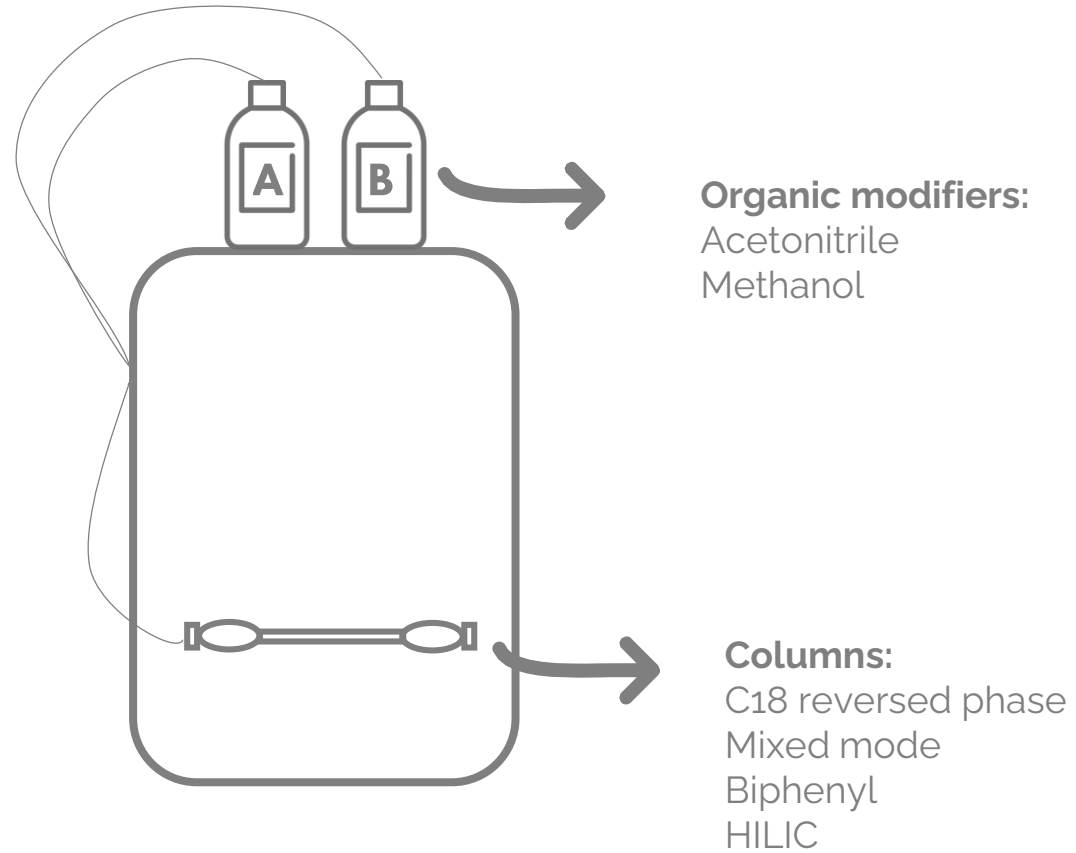 A
B
Organic modifiers:
Acetonitrile
Methanol
Columns:
C18 reversed phase
Mixed mode
Biphenyl
HILIC